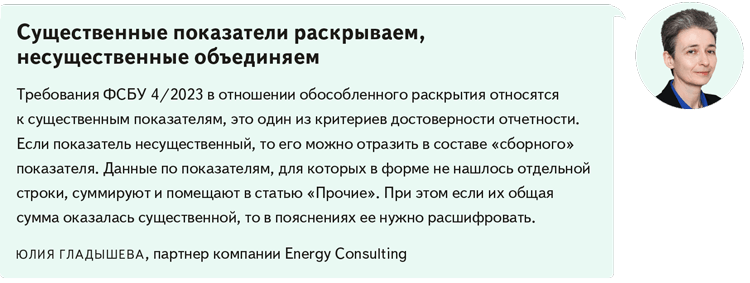 Существенные показатели раскрываем,
несущественные объединяем
Требования ФСБУ 4/2023 в отношении обособленного раскрытия относятся
к существенным показателям, это один из критериев достоверности отчетности.
Если показатель несущественный, то его можно отразить в составе «сборного»
показателя. Данные по показателям, для которых в форме не нашлось отдельной
строки, суммируют и помещают в статью «Прочие». При этом если их общая
сумма оказалась существенной, то в пояснениях ее нужно расшифровать.
ЮЛИЯ ГЛАДЫШЕВА, партнер компании Energy Consulting